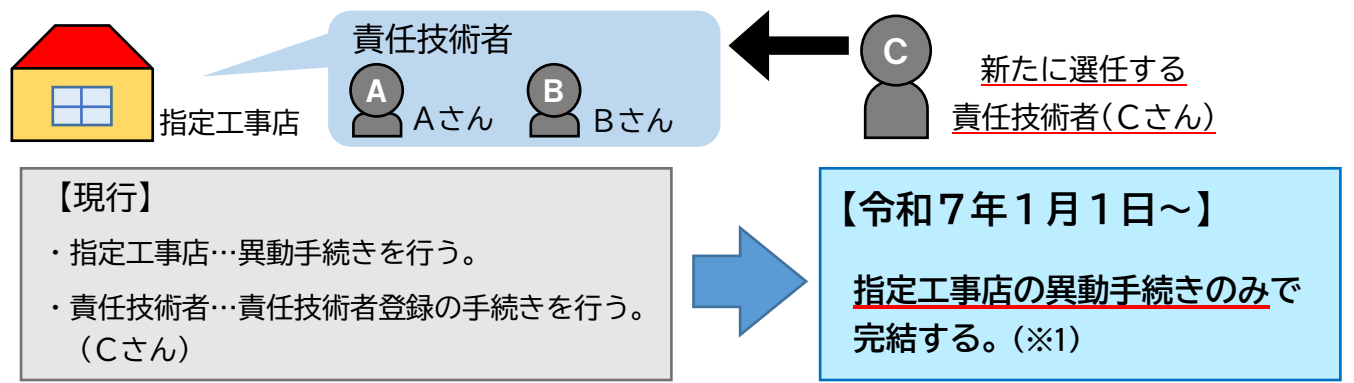 責任技術者
A
Aさん
B
Bさん
指定工事店
C
新たに選任する
責任技術者(Cさん)
【現行】
・指定工事店…異動手続きを行う。
・責任技術者…責任技術者登録の手続きを行う。
(Cさん)
【令和7年1月1日~】
指定工事店の異動手続きのみで
完結する。(※1)